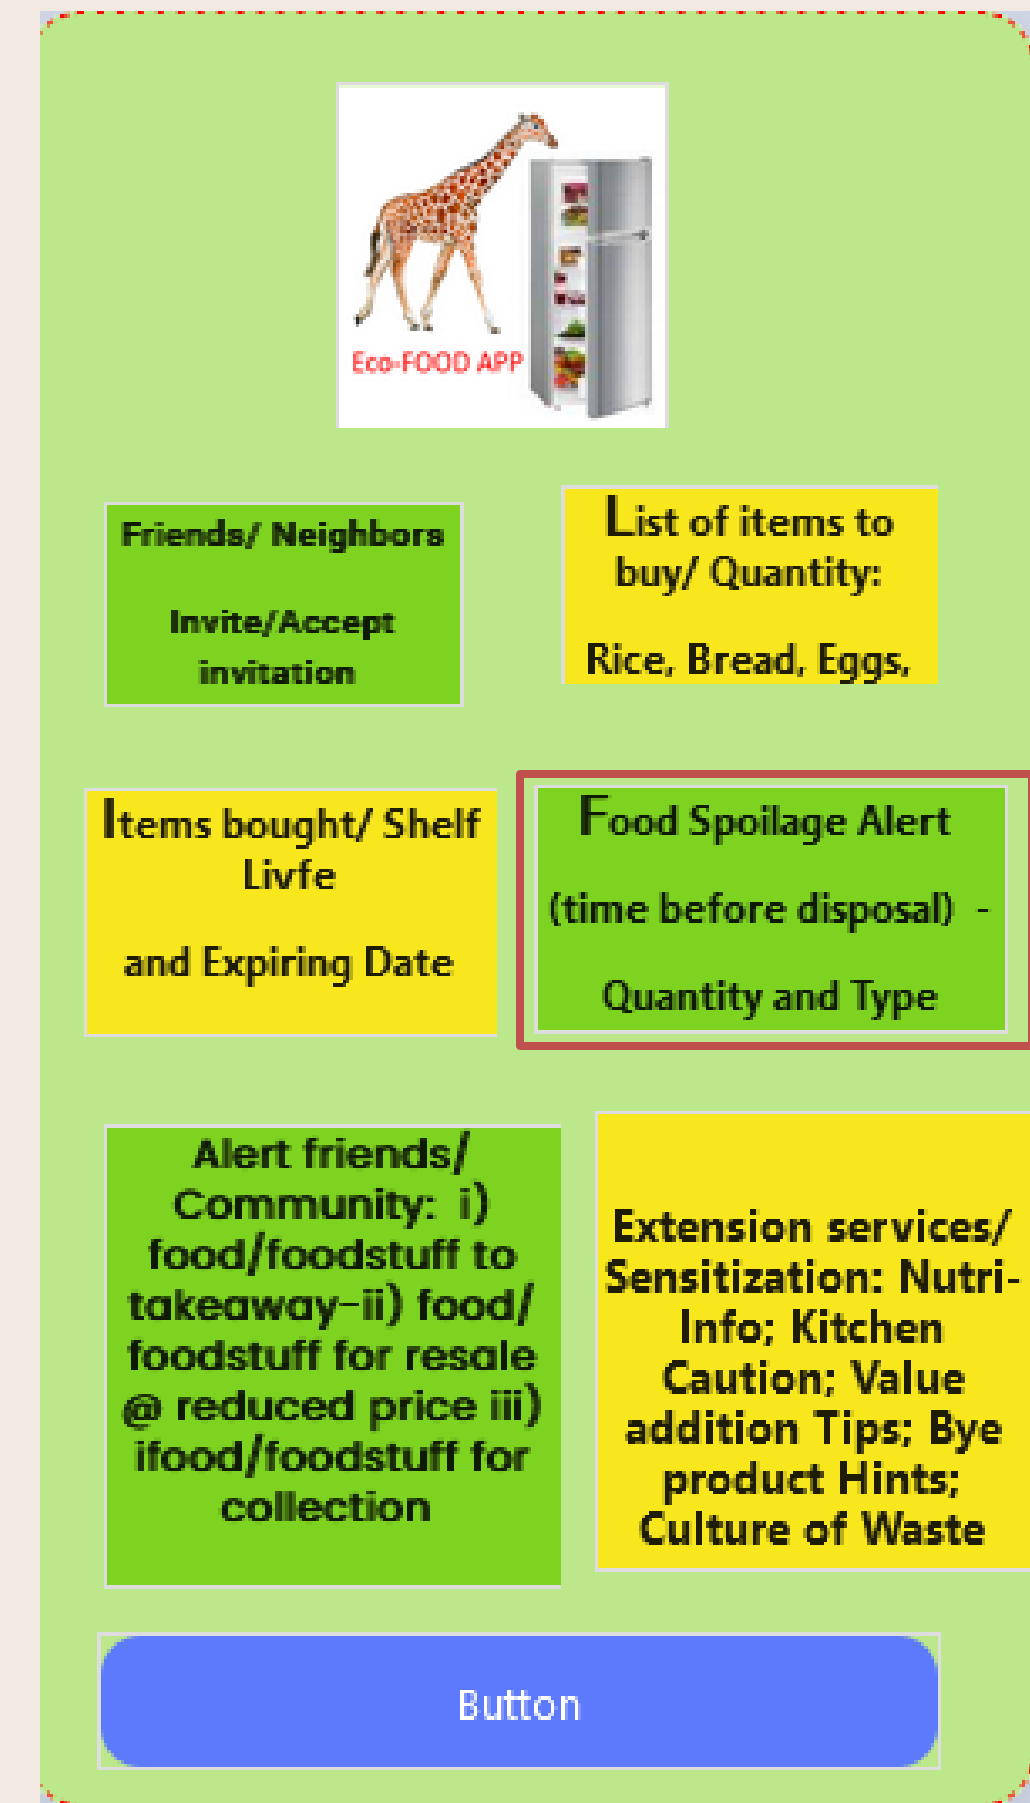 Eco-FOOD APP
Friends/ Neighbors
Invite/Accept
invitation
List of items to
buy/ Quantity:
Rice, Bread, Eggs,
Items bought/ Shelf
Livfe
and Expiring Date
Food Spoilage Alert
(time before disposal) -
Quantity and Type
Alert friends/
Community: i)
food/foodstuff to
takeaway-ii) food/
foodstuff for resale
@ reduced price iii)
ifood/foodstuff for
collection
Extension services/
Sensitization: Nutri-
Info; Kitchen
Caution; Value
addition Tips; Bye
product Hints;
Culture of Waste
Button